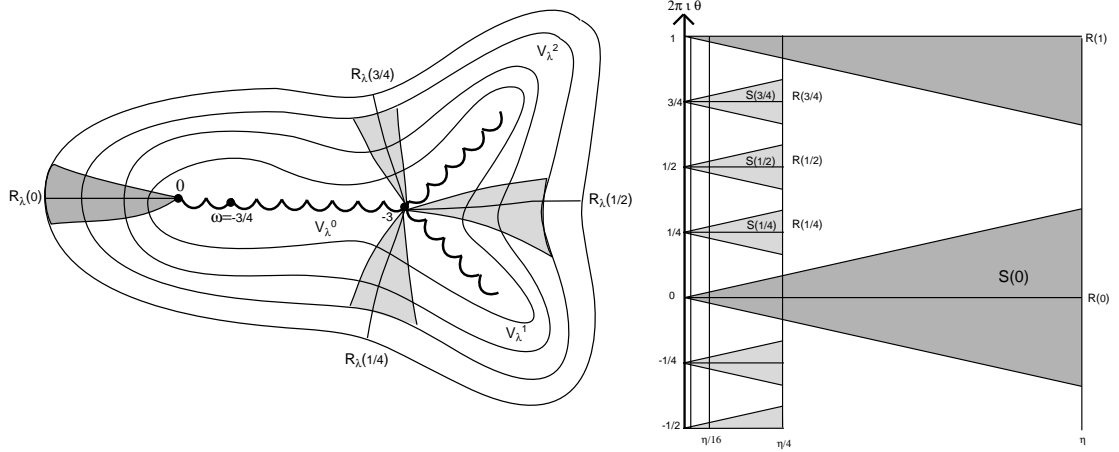 V_λ^2
R_λ(3/4)
0
R_λ(0)
ω=-3/4
-3
R_λ(1/2)
V_λ^0
V_λ^1
R_λ(1/4)
2π ι θ
1
R(1)
S(3/4)
R(3/4)
3/4
S(1/2)
R(1/2)
1/2
S(1/4)
R(1/4)
1/4
S(0)
0
R(0)
-1/4
-1/2
η/16
η/4
η